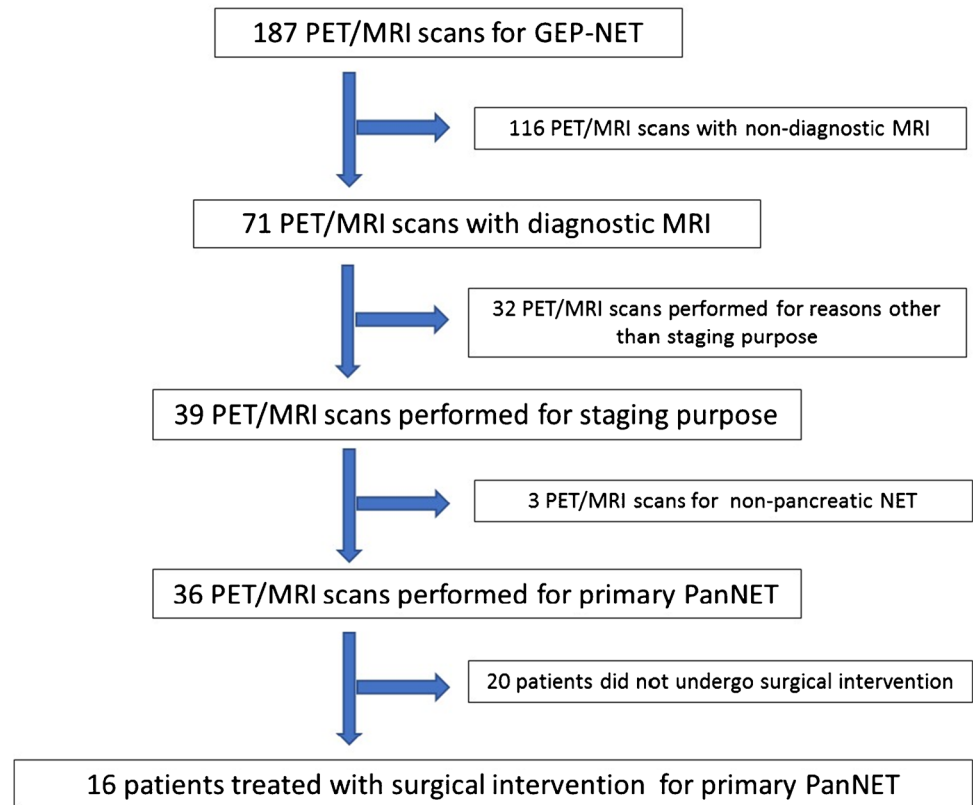 187 PET/MRI scans for GEP-NET
116 PET/MRI scans with non-diagnostic MRI
71 PET/MRI scans with diagnostic MRI
32 PET/MRI scans performed for reasons other
than staging purpose
39 PET/MRI scans performed for staging purpose
3 PET/MRI scans for non-pancreatic NET
36 PET/MRI scans performed for primary PanNET
20 patients did not undergo surgical intervention
16 patients treated with surgical intervention for primary PanNET